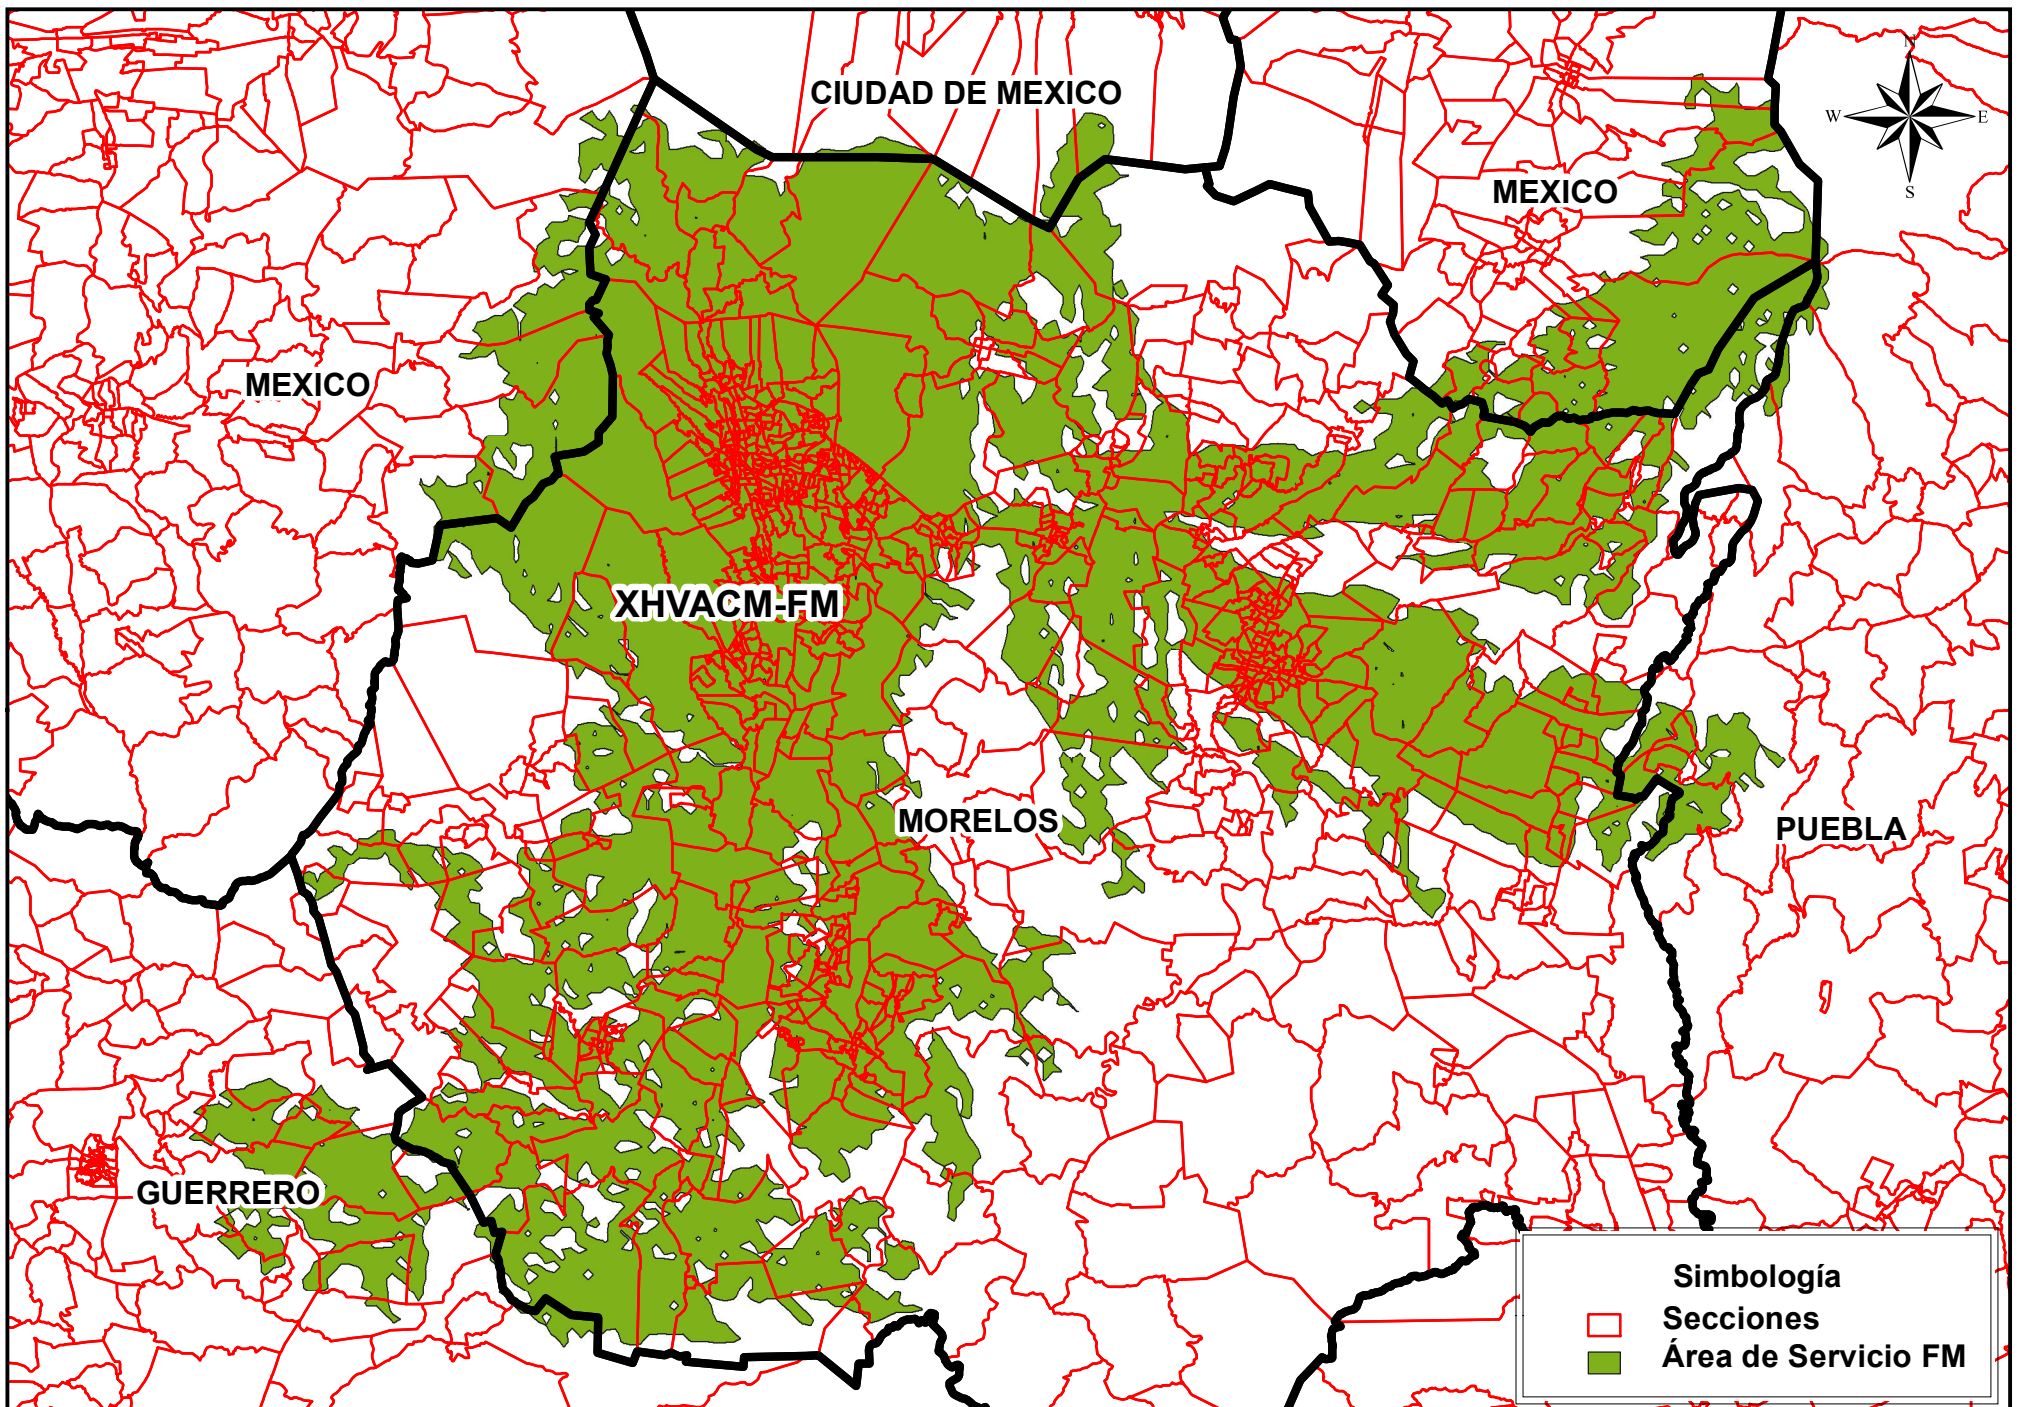 CIUDAD DE MEXICO
N
W
E
S
MEXICO
MEXICO
XHVACM-FM
MORELOS
PUEBLA
GUERRERO
Simbología
Secciones
Área de Servicio FM